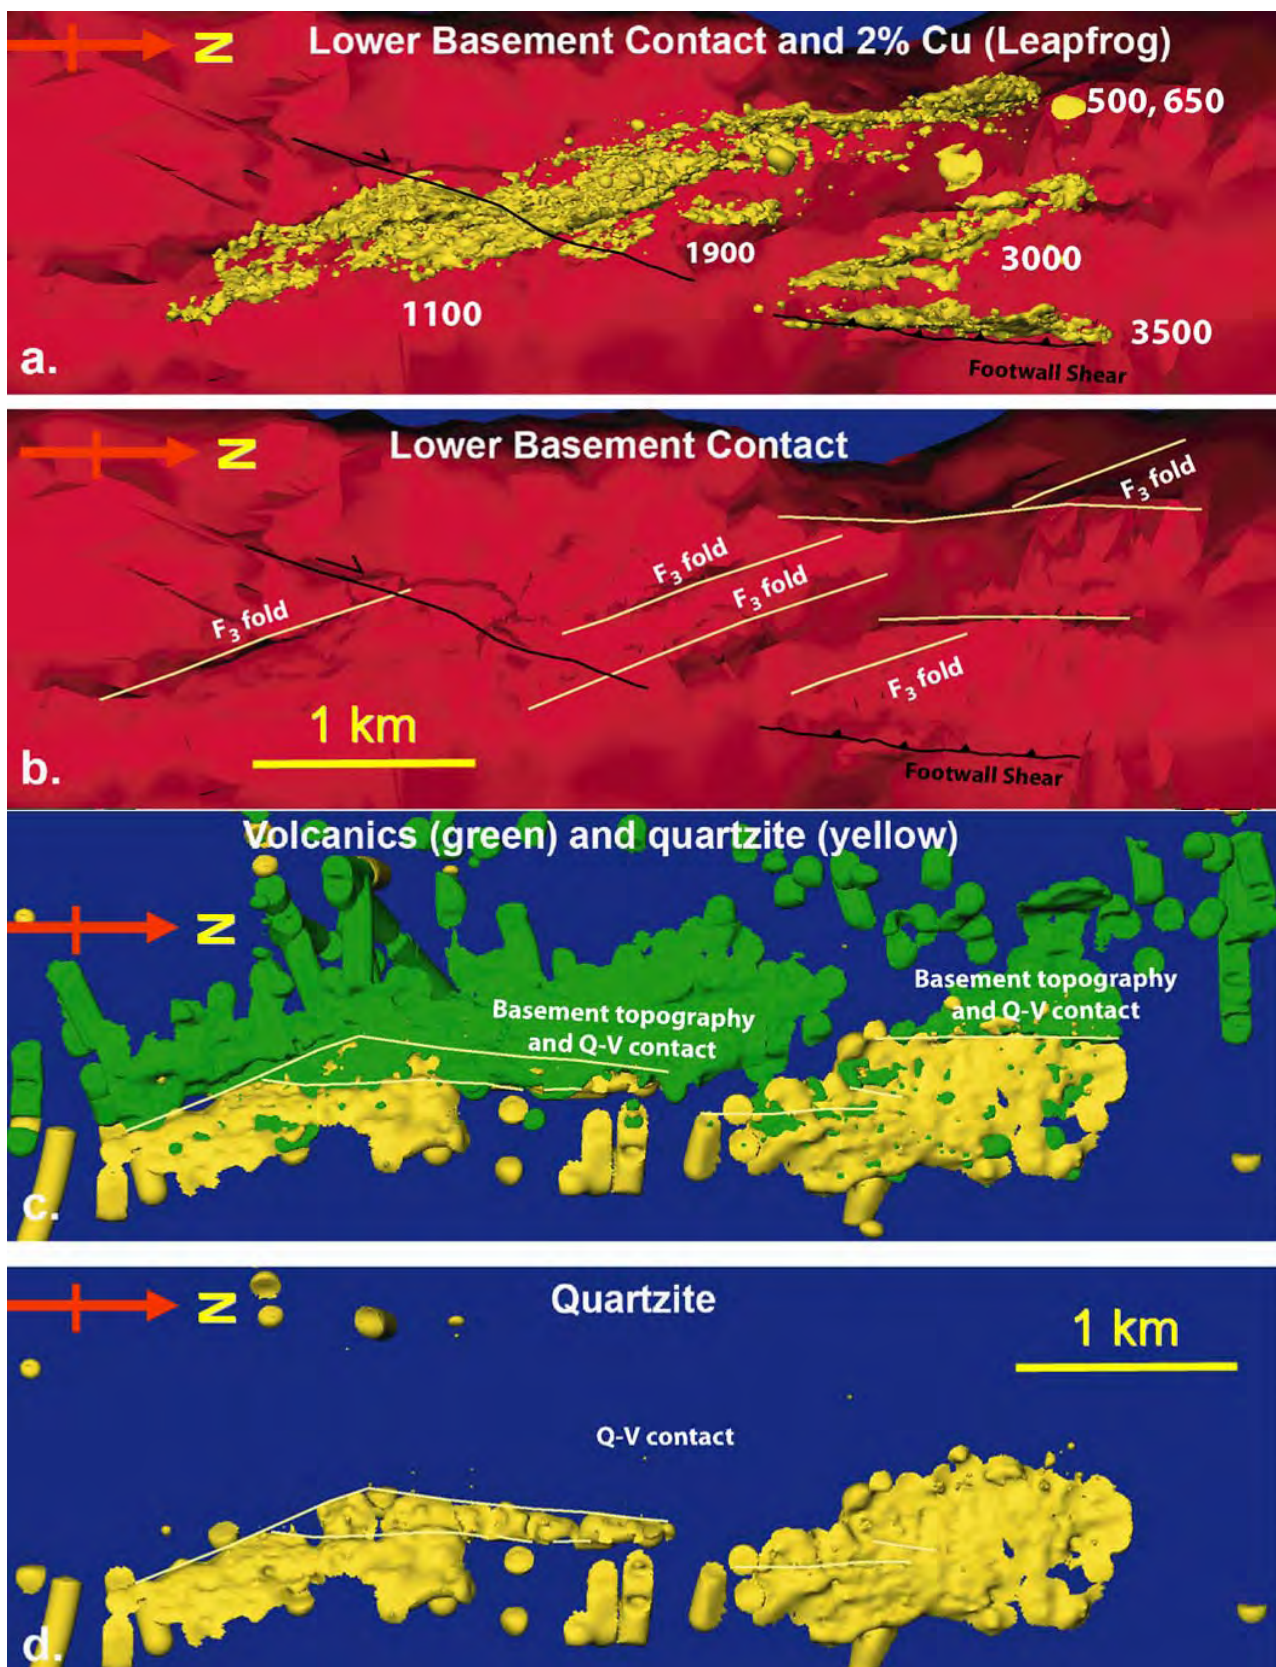 Lower Basement Contact and 2% Cu (Leapfrog)
N
500, 650
1900
3000
1100
3500
Footwall Shear
a.
Lower Basement Contact
N
F3 fold
F3 fold
F3 fold
F3 fold
F3 fold
1 km
Footwall Shear
b.
Volcanics (green) and quartzite (yellow)
N
Basement topography
and Q-V contact
Basement topography
and Q-V contact
c.
Quartzite
N
1 km
Q-V contact
d.